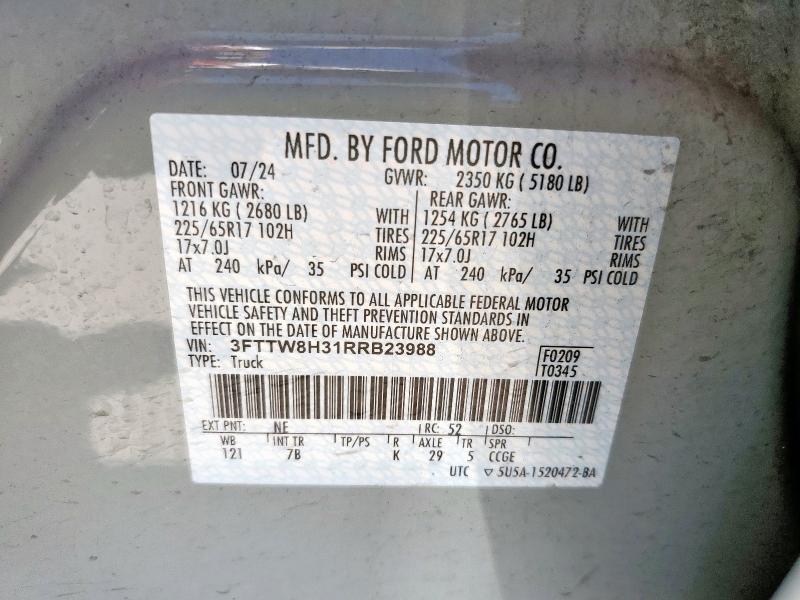 MFD. BY FORD MOTOR CO.
DATE: 07/24 GVWR: 2350 KG ( 5180 LB)
FRONT GAWR: REAR GAWR:
1216 KG ( 2680 LB) WITH 1254 KG ( 2765 LB) WITH
225/65R17 102H TIRES 225/65R17 102H TIRES
17x7.0J RIMS 17x7.0J RIMS
AT 240 kPa/ 35 PSI COLD AT 240 kPa/ 35 PSI COLD
THIS VEHICLE CONFORMS TO ALL APPLICABLE FEDERAL MOTOR
VEHICLE SAFETY AND THEFT PREVENTION STANDARDS IN
EFFECT ON THE DATE OF MANUFACTURE SHOWN ABOVE.
VIN: 3FTTW8H31RRB23988 F0209
TYPE: Truck T0345
EXT PNT: NE RC: 52 DSO:
WB INT TR TP/PS R AXLE TR SPR
121 7B K 29 5 CCGE
UTC ▽ 5U5A-1520472-BA